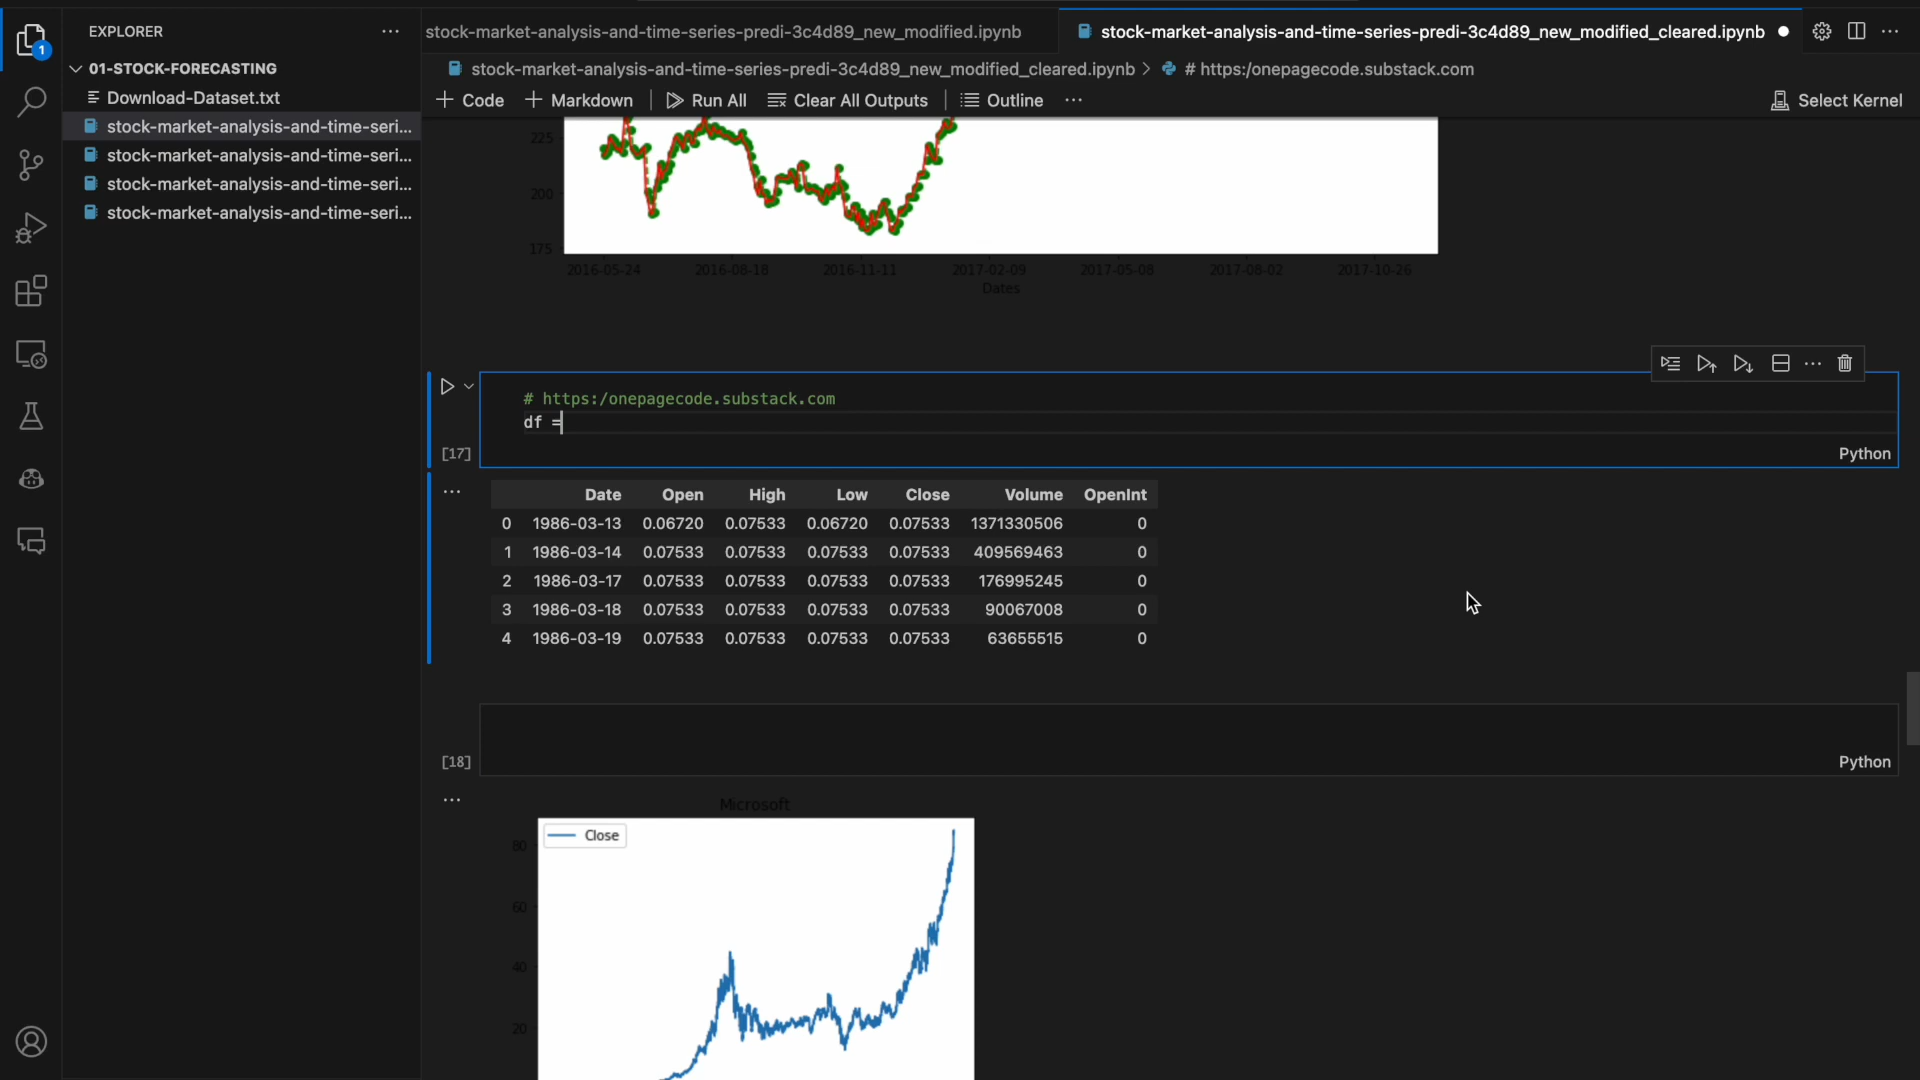 EXPLORER
stock-market-analysis-and-time-series-predi-3c4d89_new_modified.ipynb
stock-market-analysis-and-time-series-predi-3c4d89_new_modified_cleared.ipynb
1
01-STOCK-FORECASTING
Download-Dataset.txt
stock-market-analysis-and-time-seri...
stock-market-analysis-and-time-seri...
stock-market-analysis-and-time-seri...
stock-market-analysis-and-time-seri...
stock-market-analysis-and-time-series-predi-3c4d89_new_modified_cleared.ipynb > # https:/onepagecode.substack.com
+ Code + Markdown Run All Clear All Outputs Outline ... Select Kernel
225
200
175
2016-05-24 2016-08-18 2016-11-11 2017-02-09 2017-05-08 2017-08-02 2017-10-26
Dates
# https:/onepagecode.substack.com
df =
[17] Python
Date Open High Low Close Volume OpenInt
0 1986-03-13 0.06720 0.07533 0.06720 0.07533 1371330506 0
1 1986-03-14 0.07533 0.07533 0.07533 0.07533 409569463 0
2 1986-03-17 0.07533 0.07533 0.07533 0.07533 176995245 0
3 1986-03-18 0.07533 0.07533 0.07533 0.07533 90067008 0
4 1986-03-19 0.07533 0.07533 0.07533 0.07533 63655515 0
[18] Python
Microsoft
Close
80
60
40
20